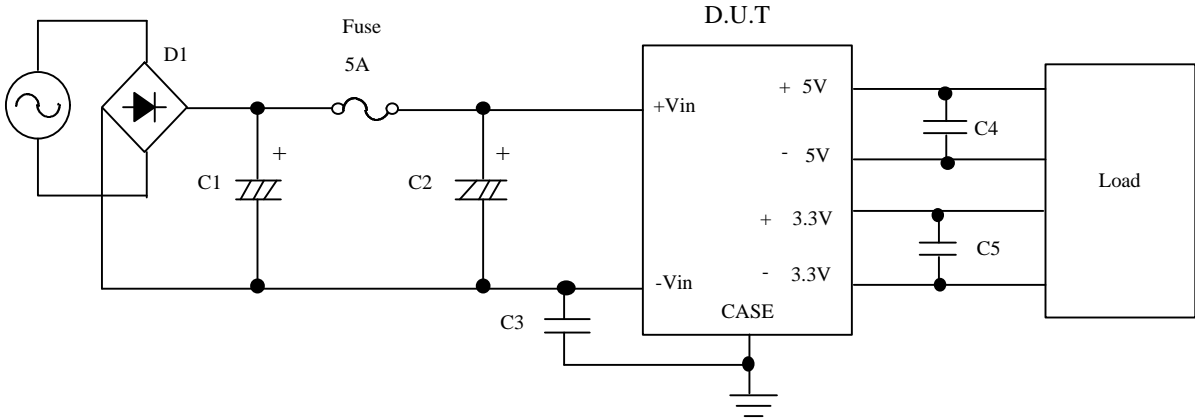 D.U.T
Fuse
5A
D1
+Vin
+ 5V
C4
- 5V
+
C1
+
C2
Load
+ 3.3V
C5
- 3.3V
-Vin
CASE
C3